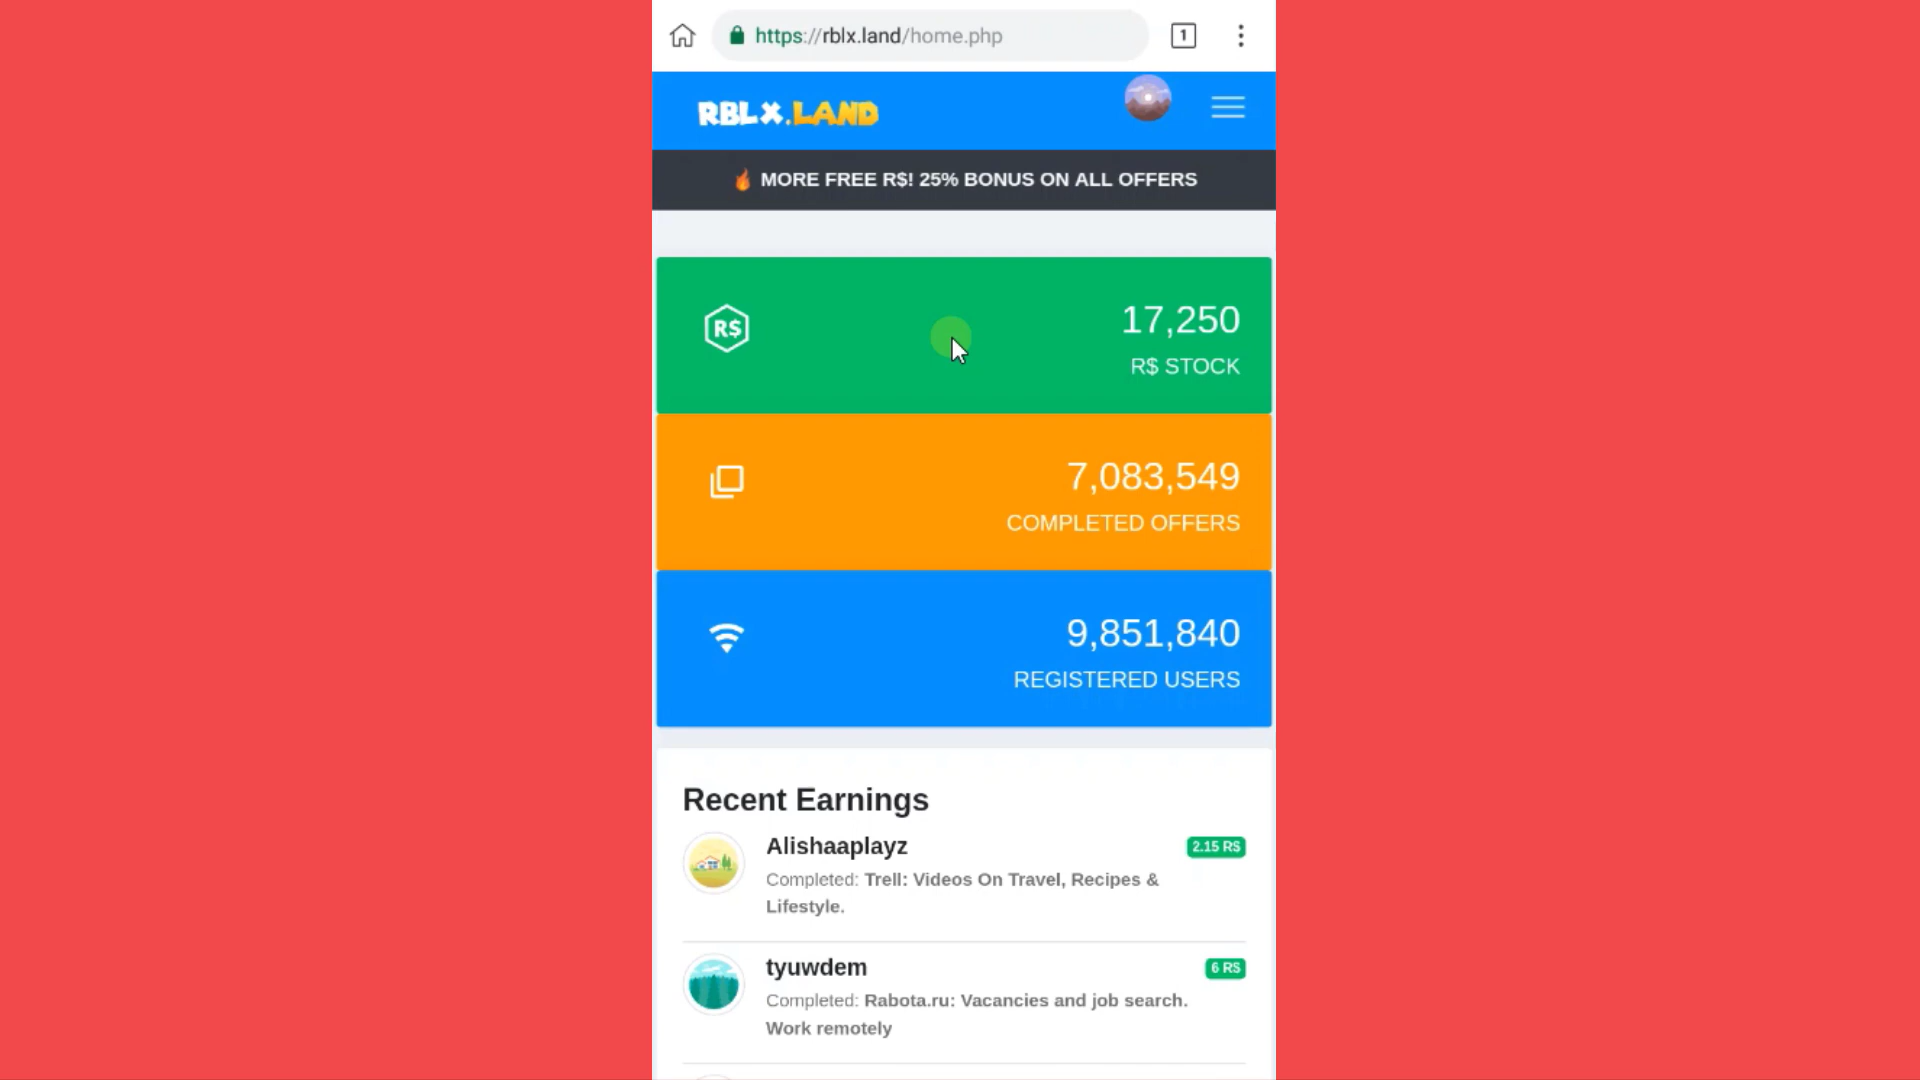 https://rblx.land/home.php
1
RBLX.LAND
🔥 MORE FREE R$! 25% BONUS ON ALL OFFERS
R$
17,250
R$ STOCK
7,083,549
COMPLETED OFFERS
9,851,840
REGISTERED USERS
Recent Earnings
Alishaaplayz
2.15 R$
Completed: Trell: Videos On Travel, Recipes &
Lifestyle.
tyuwdem
6 R$
Completed: Rabota.ru: Vacancies and job search.
Work remotely